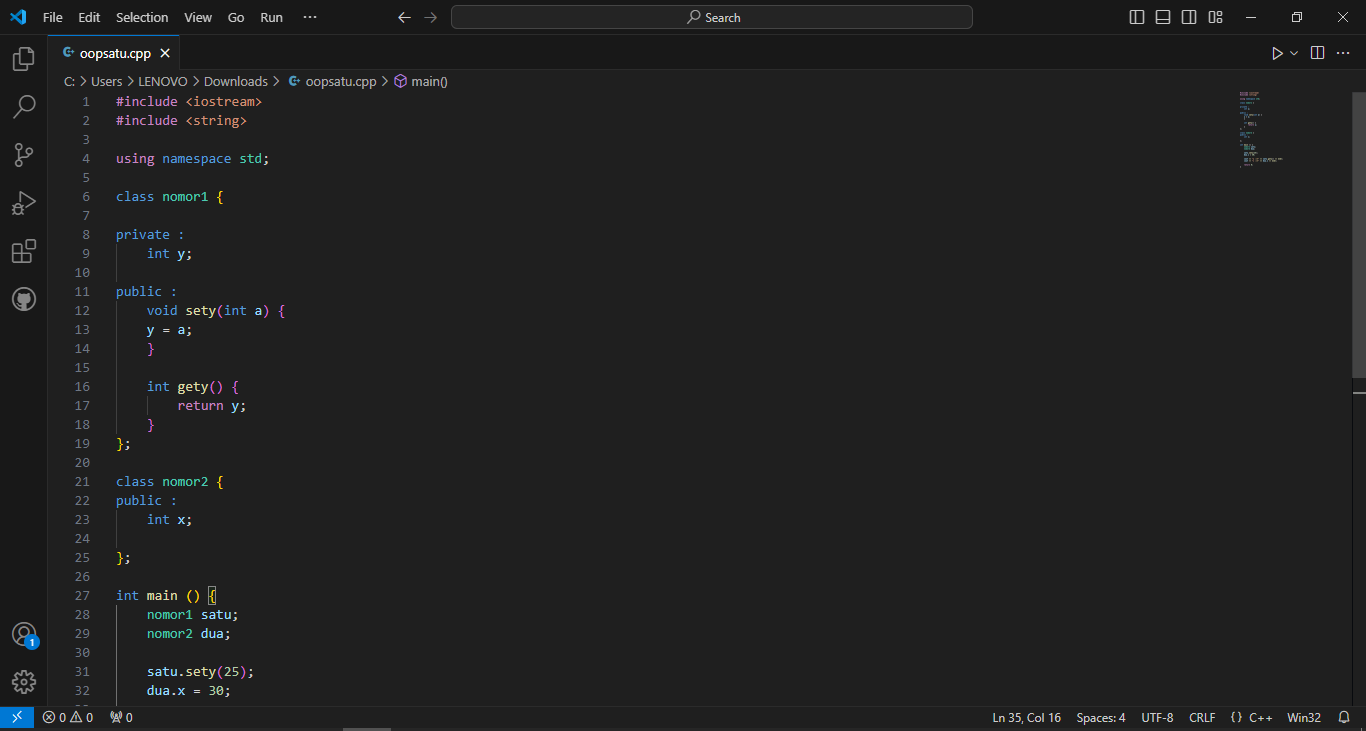 File Edit Selection View Go Run ··· Search
oopsatu.cpp
C: > Users > LENOVO > Downloads > oopsatu.cpp > main()
1 #include <iostream>
2 #include <string>
3
4 using namespace std;
5
6 class nomor1 {
7
8 private :
9 int y;
10
11 public :
12 void sety(int a) {
13 y = a;
14 }
15
16 int gety() {
17 return y;
18 }
19 };
20
21 class nomor2 {
22 public :
23 int x;
24
25 };
26
27 int main () {
28 nomor1 satu;
29 nomor2 dua;
30
31 satu.sety(25);
32 dua.x = 30;
1
0 0 0 Ln 35, Col 16 Spaces: 4 UTF-8 CRLF {} C++ Win32